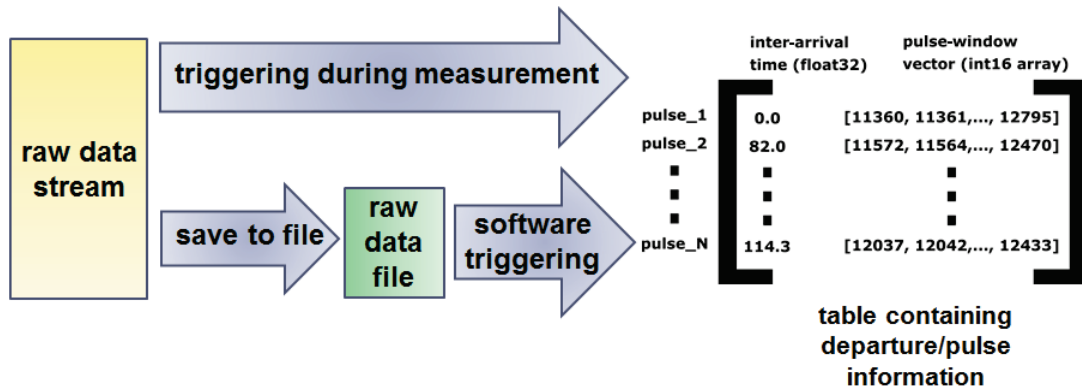 raw data
stream
triggering during measurement
save to file
raw
data
file
software
triggering
inter-arrival
time (float32)
pulse-window
vector (int16 array)
pulse_1 0.0 [11360, 11361,..., 12795]
pulse_2 82.0 [11572, 11564,..., 12470]
pulse_N 114.3 [12037, 12042,..., 12433]
table containing
departure/pulse
information